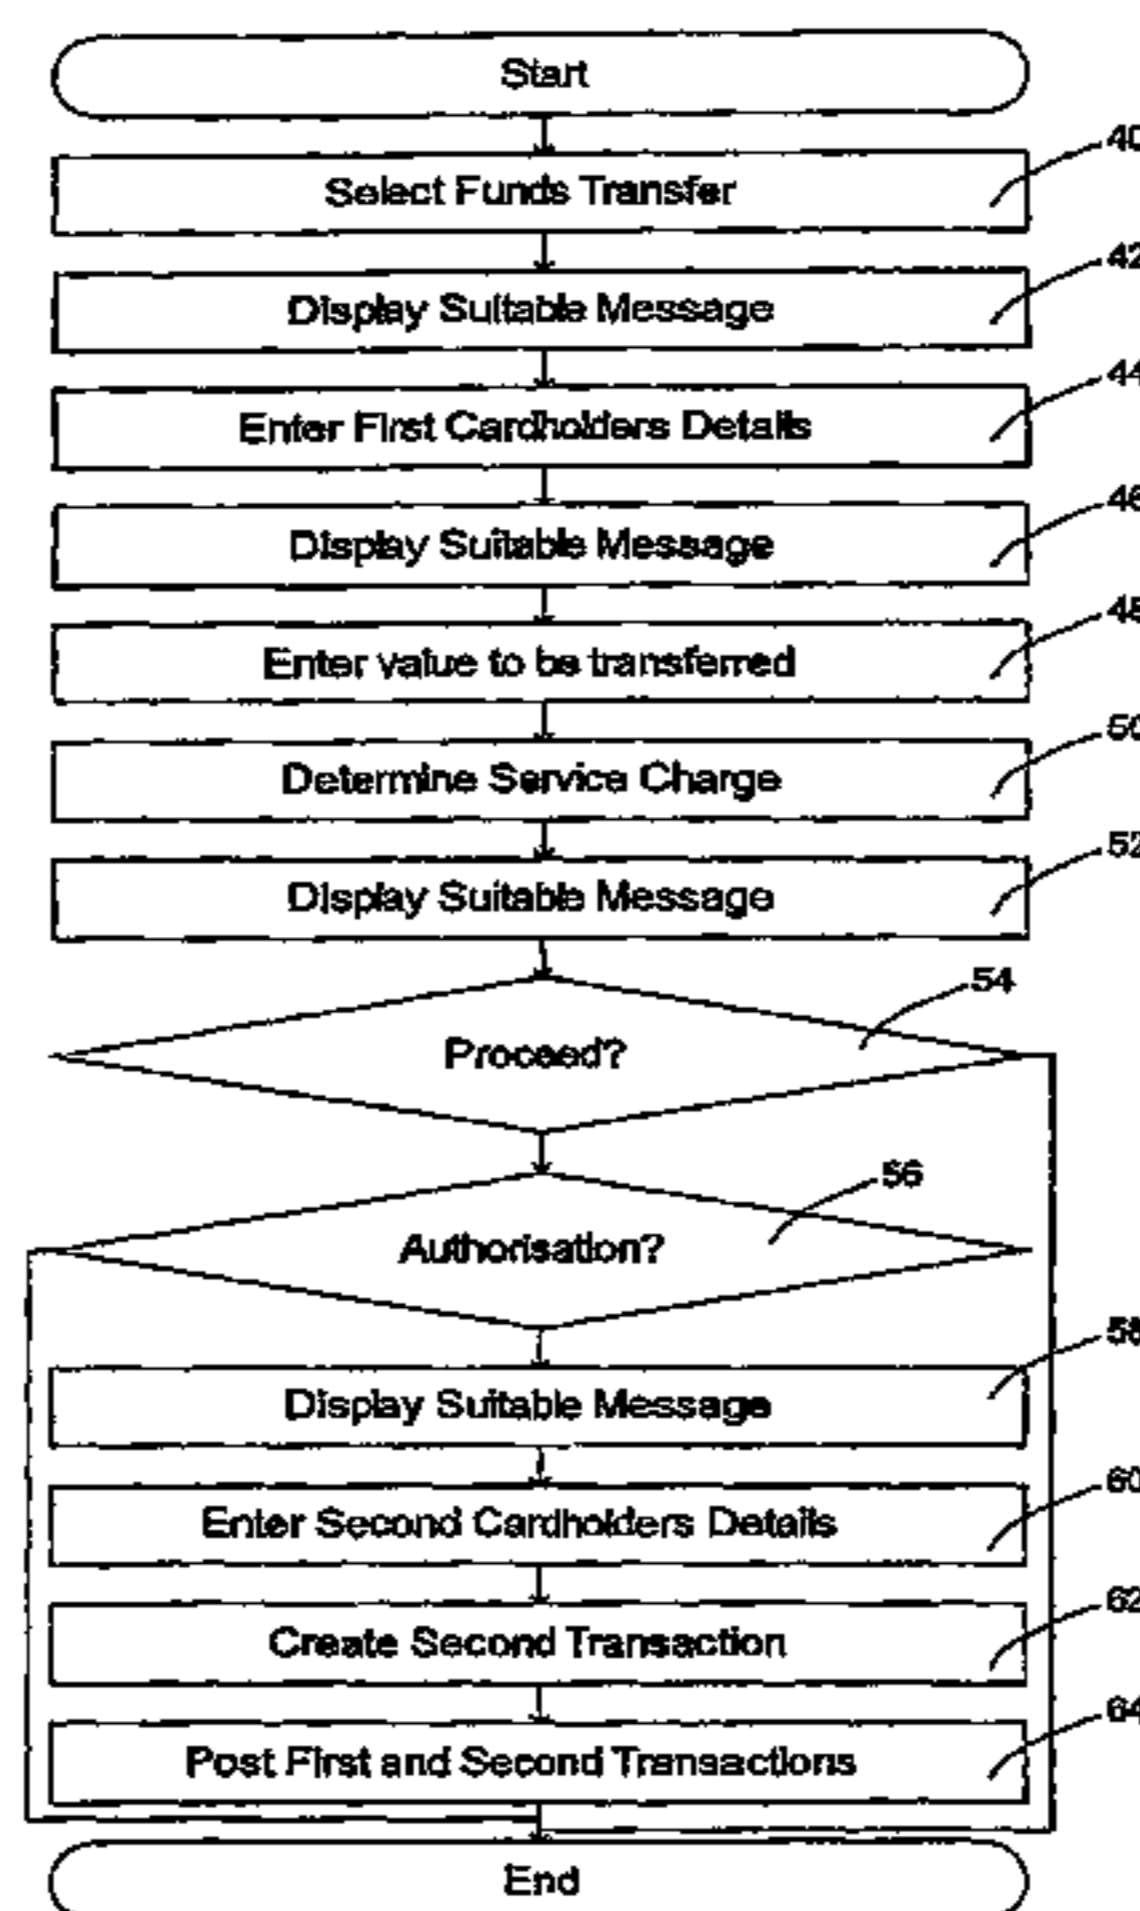 Start
Select Funds Transfer
40
Display Suitable Message
42
Enter First Cardholders Details
44
Display Suitable Message
46
Enter value to be transferred
48
Determine Service Charge
50
Display Suitable Message
52
Proceed?
54
Authorisation?
56
Display Suitable Message
58
Enter Second Cardholders Details
60
Create Second Transaction
62
Post First and Second Transactions
64
End